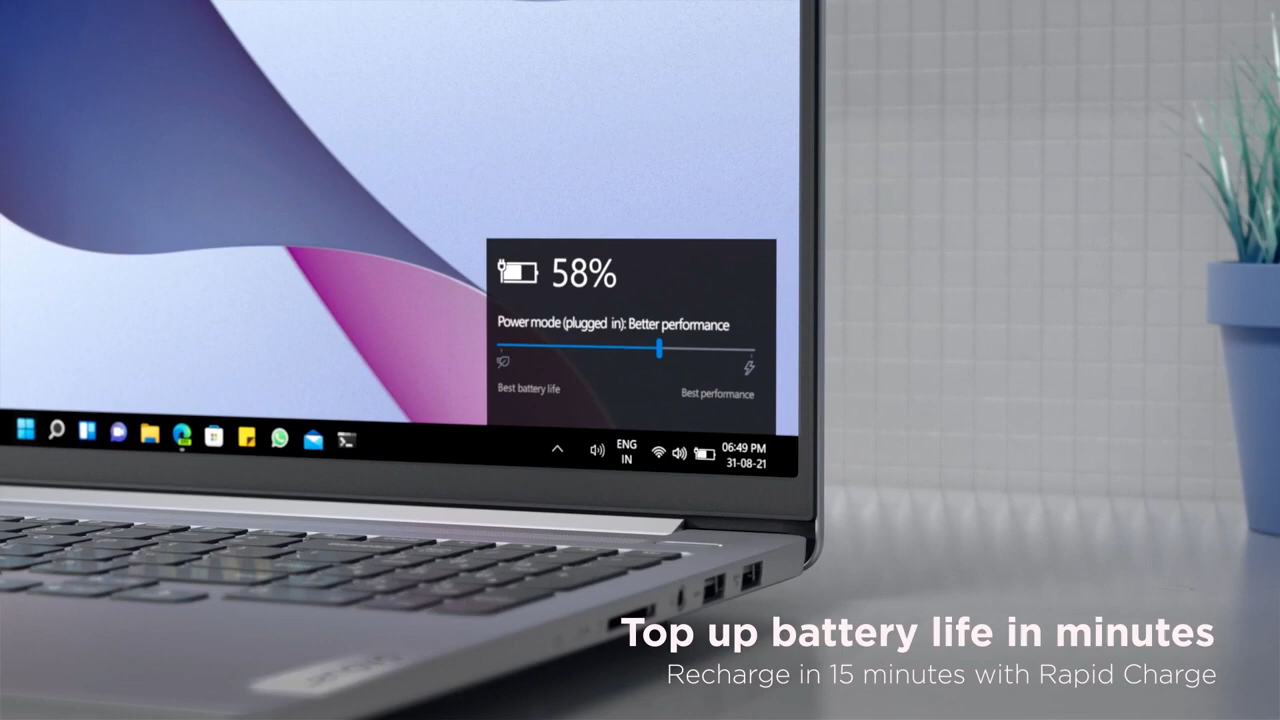 58%
Power mode (plugged in): Better performance
Best battery life
Best performance
ENG
IN
06:49 PM
31-08-21
Top up battery life in minutes
Recharge in 15 minutes with Rapid Charge